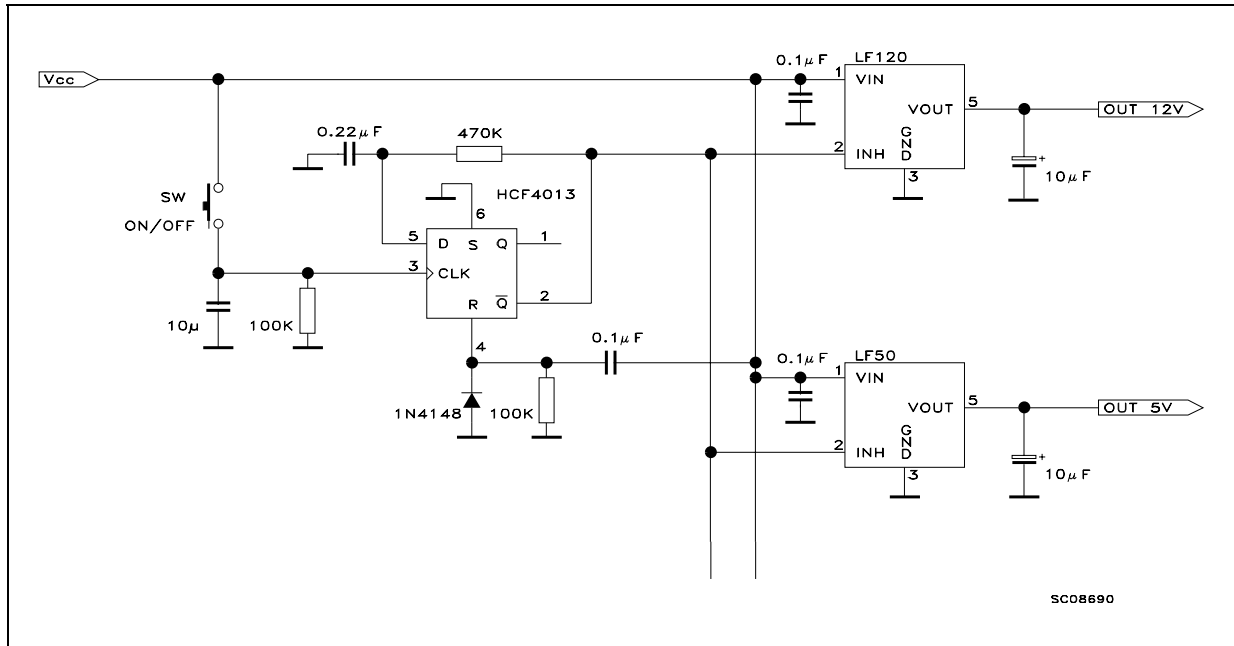 Vcc
SW
ON/OFF
10µ
100K
0.22µF
470K
HCF4013
6
5
D
S
Q
1
3
CLK
R
Q̅
2
4
1N4148
100K
0.1µF
0.1µF
LF120
1
VIN
VOUT
5
OUT 12V
2
INH
GND
3
+
10µF
0.1µF
LF50
1
VIN
VOUT
5
OUT 5V
2
INH
GND
3
+
10µF
SC08690